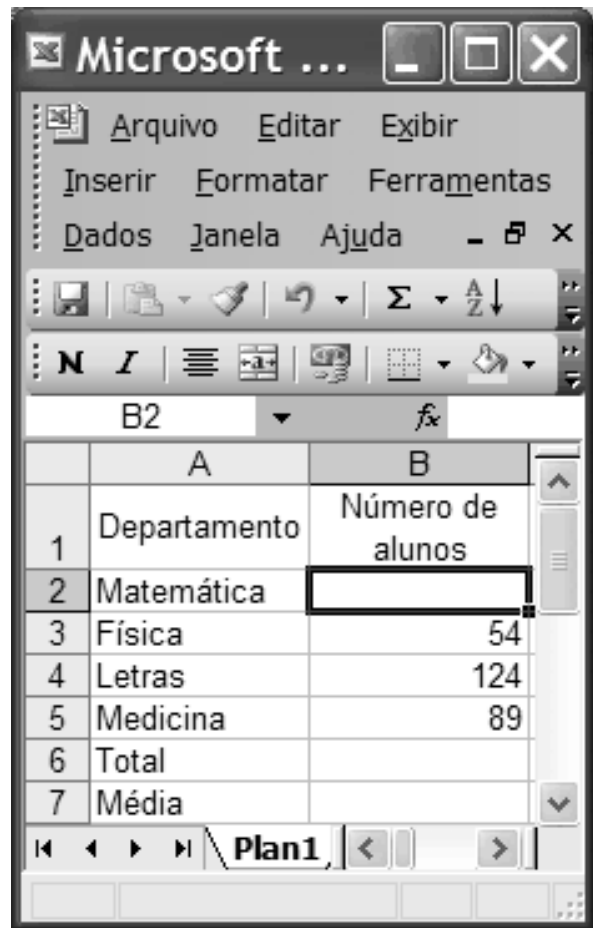 Microsoft ...
Arquivo Editar Exibir
Inserir Formatar Ferramentas
Dados Janela Ajuda
Σ A Z
N I a
B2 fx
A B
1 Departamento Número de alunos
2 Matemática
3 Física 54
4 Letras 124
5 Medicina 89
6 Total
7 Média
Plan1